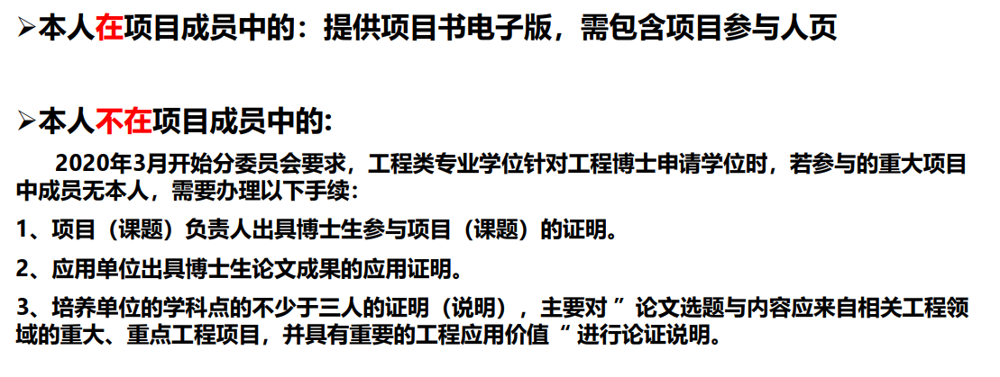 ➢本人在项目成员中的：提供项目书电子版，需包含项目参与人页
➢本人不在项目成员中的:
2020年3月开始分委员会要求，工程类专业学位针对工程博士申请学位时，若参与的重大项目
中成员无本人，需要办理以下手续：
1、项目（课题）负责人出具博士生参与项目（课题）的证明。
2、应用单位出具博士生论文成果的应用证明。
3、培养单位的学科点的不少于三人的证明（说明），主要对 ” 论文选题与内容应来自相关工程领
域的重大、重点工程项目，并具有重要的工程应用价值 “ 进行论证说明。